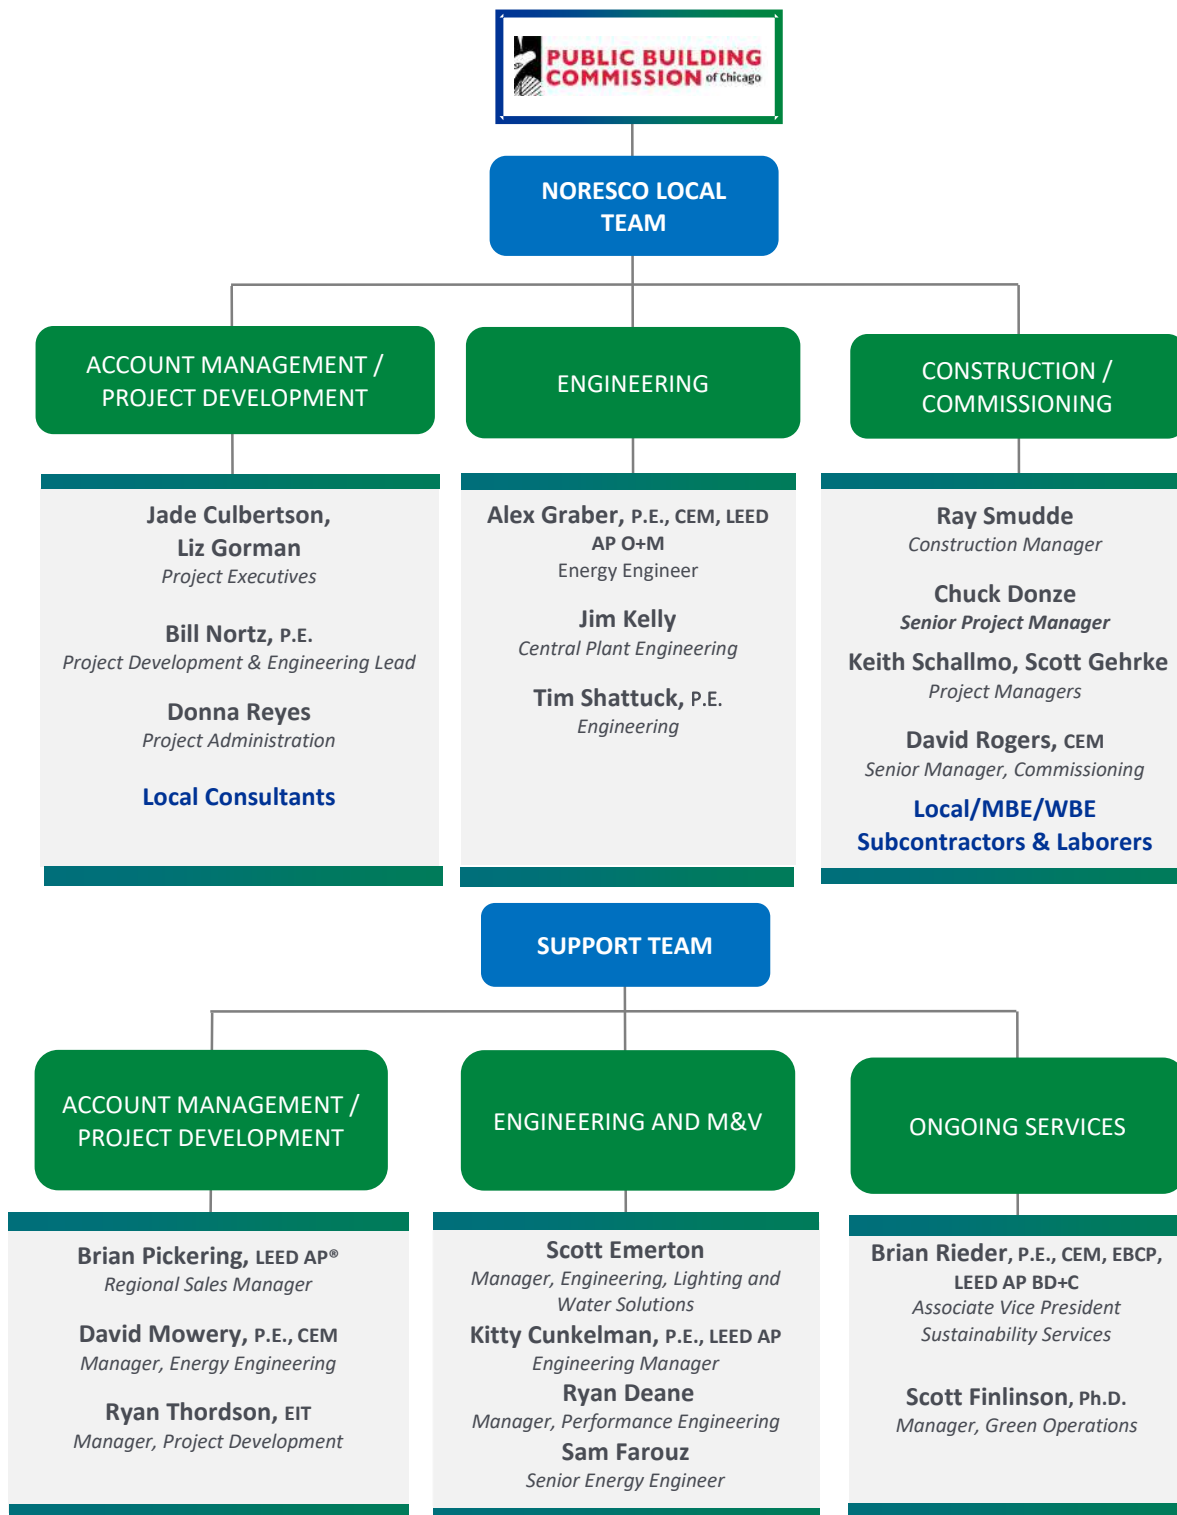 PUBLIC BUILDING
COMMISSION of Chicago
NORESCO LOCAL
TEAM
ACCOUNT MANAGEMENT /
PROJECT DEVELOPMENT
ENGINEERING
CONSTRUCTION /
COMMISSIONING
Jade Culbertson,
Liz Gorman
Project Executives
Bill Nortz, P.E.
Project Development & Engineering Lead
Donna Reyes
Project Administration
Local Consultants
Alex Graber, P.E., CEM, LEED
AP O+M
Energy Engineer
Jim Kelly
Central Plant Engineering
Tim Shattuck, P.E.
Engineering
Ray Smudde
Construction Manager
Chuck Donze
Senior Project Manager
Keith Schallmo, Scott Gehrke
Project Managers
David Rogers, CEM
Senior Manager, Commissioning
Local/MBE/WBE
Subcontractors & Laborers
SUPPORT TEAM
ACCOUNT MANAGEMENT /
PROJECT DEVELOPMENT
ENGINEERING AND M&V
ONGOING SERVICES
Brian Pickering, LEED AP®
Regional Sales Manager
David Mowery, P.E., CEM
Manager, Energy Engineering
Ryan Thordson, EIT
Manager, Project Development
Scott Emerton
Manager, Engineering, Lighting and
Water Solutions
Kitty Cunkelman, P.E., LEED AP
Engineering Manager
Ryan Deane
Manager, Performance Engineering
Sam Farouz
Senior Energy Engineer
Brian Rieder, P.E., CEM, EBCP,
LEED AP BD+C
Associate Vice President
Sustainability Services
Scott Finlinson, Ph.D.
Manager, Green Operations